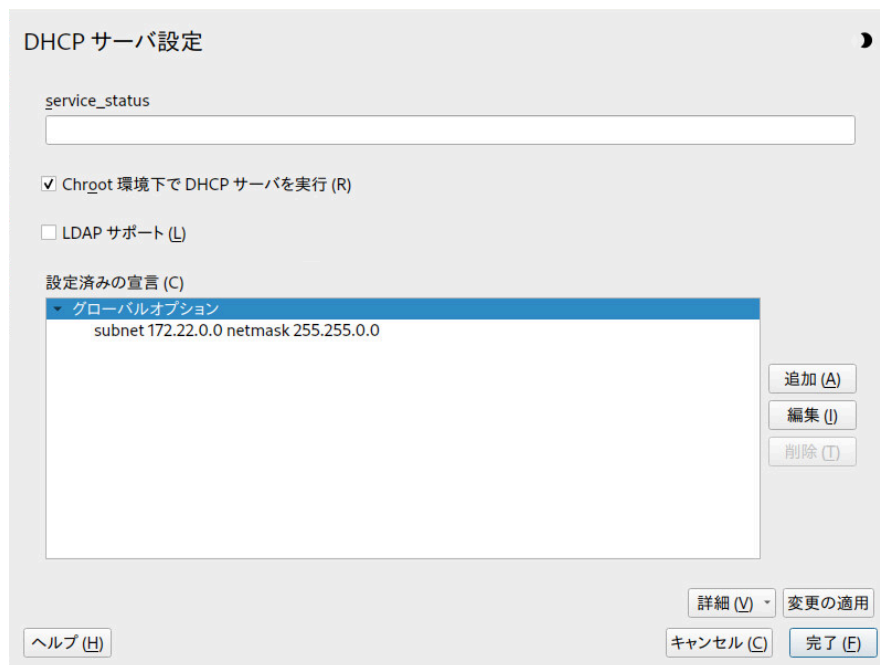 DHCP サーバ設定
service_status
Chroot 環境下で DHCP サーバを実行 (R)
LDAP サポート (L)
設定済みの宣言 (C)
グローバルオプション
subnet 172.22.0.0 netmask 255.255.0.0
追加 (A)
編集 (I)
削除 (T)
詳細 (V)
変更の適用
ヘルプ (H)
キャンセル (C)
完了 (F)